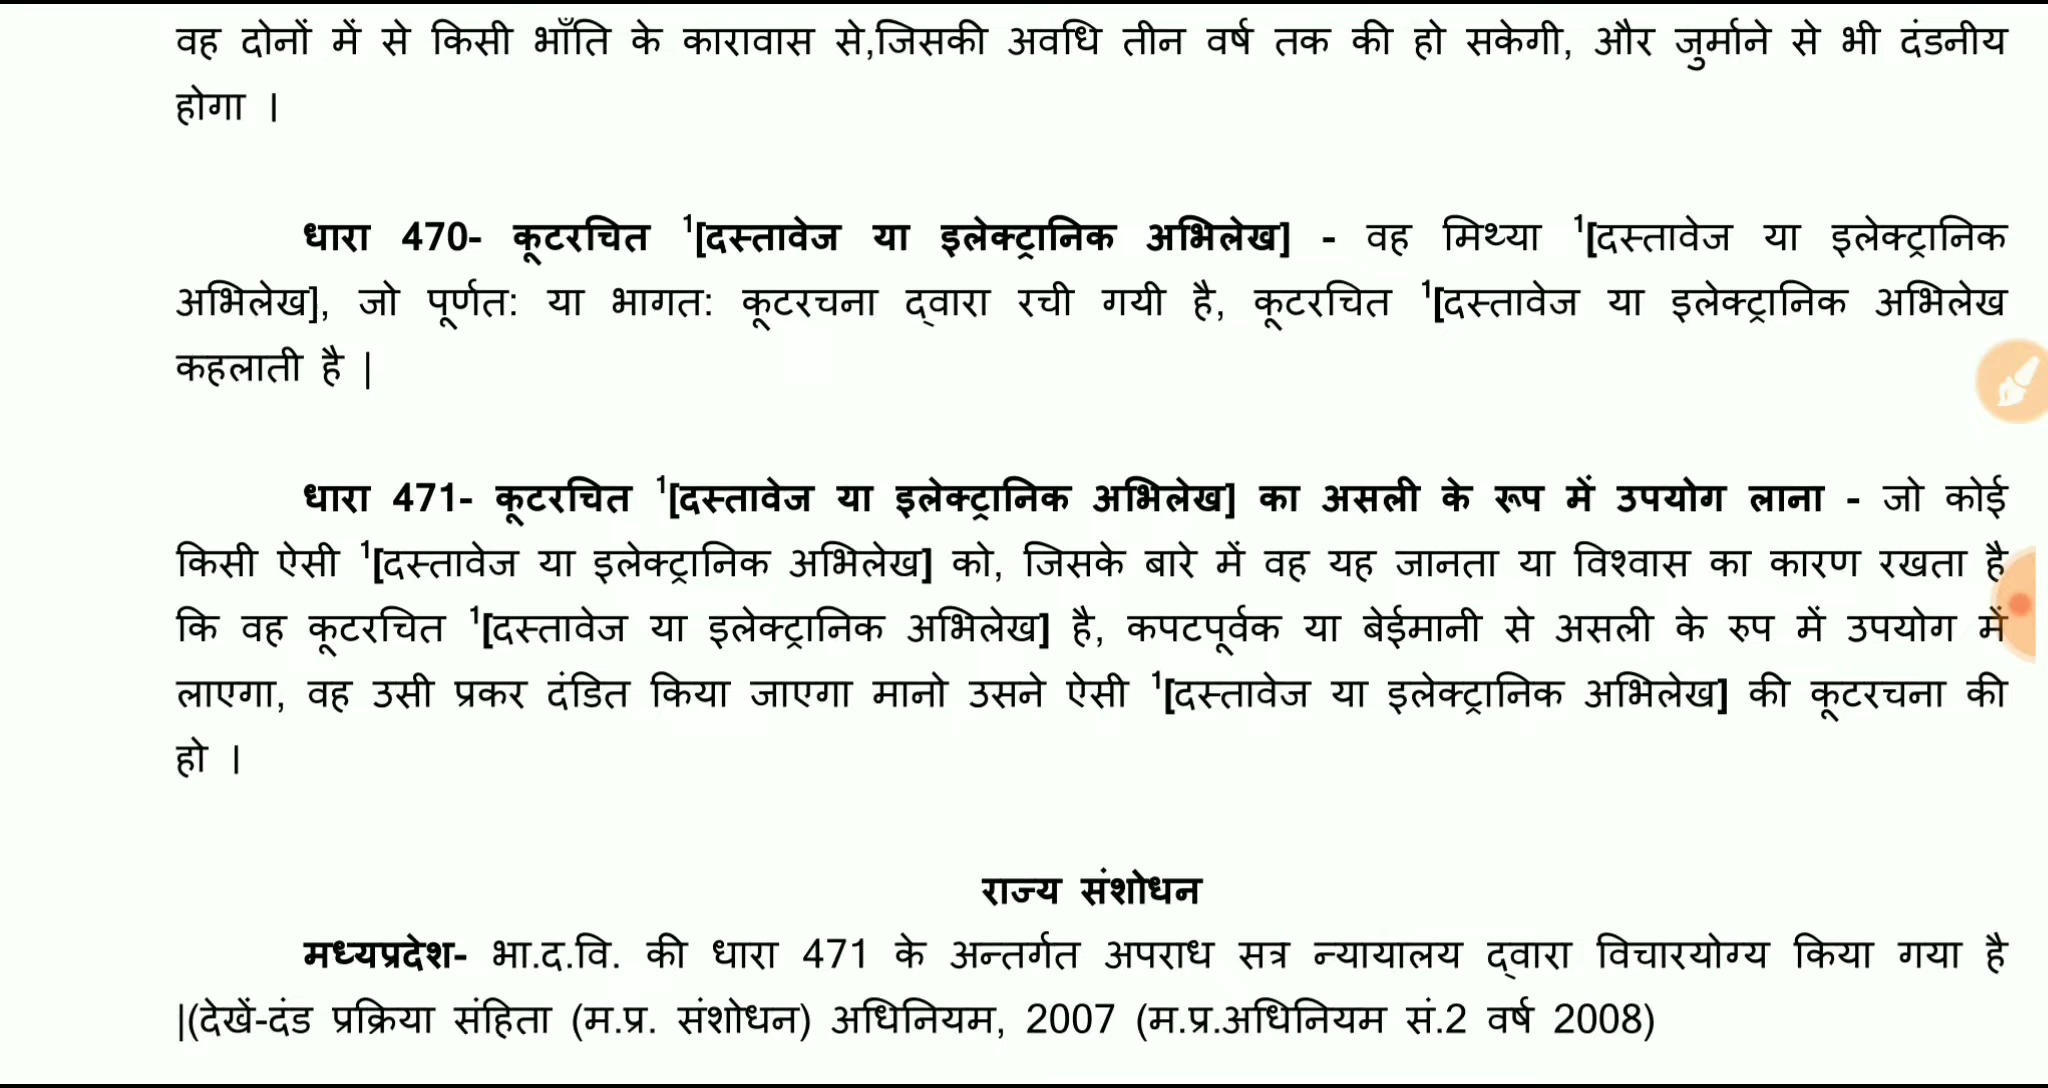 वह दोनों में से किसी भाँति के कारावास से,जिसकी अवधि तीन वर्ष तक की हो सकेगी, और जुर्माने से भी दंडनीय
होगा ।
धारा 470- कूटरचित ¹[दस्तावेज या इलेक्ट्रानिक अभिलेख] - वह मिथ्या ¹[दस्तावेज या इलेक्ट्रानिक
अभिलेख], जो पूर्णत: या भागत: कूटरचना द्‌वारा रची गयी है, कूटरचित ¹[दस्तावेज या इलेक्ट्रानिक अभिलेख
कहलाती है |
धारा 471- कूटरचित ¹[दस्तावेज या इलेक्ट्रानिक अभिलेख] का असली के रूप में उपयोग लाना - जो कोई
किसी ऐसी ¹[दस्तावेज या इलेक्ट्रानिक अभिलेख] को, जिसके बारे में वह यह जानता या विश्वास का कारण रखता है
कि वह कूटरचित ¹[दस्तावेज या इलेक्ट्रानिक अभिलेख] है, कपटपूर्वक या बेईमानी से असली के रुप में उपयोग में
लाएगा, वह उसी प्रकर दंडित किया जाएगा मानो उसने ऐसी ¹[दस्तावेज या इलेक्ट्रानिक अभिलेख] की कूटरचना की
हो ।
राज्य संशोधन
मध्यप्रदेश- भा.द.वि. की धारा 471 के अन्तर्गत अपराध सत्र न्यायालय द्‌वारा विचारयोग्य किया गया है
|(देखें-दंड प्रक्रिया संहिता (म.प्र. संशोधन) अधिनियम, 2007 (म.प्र.अधिनियम सं.2 वर्ष 2008)